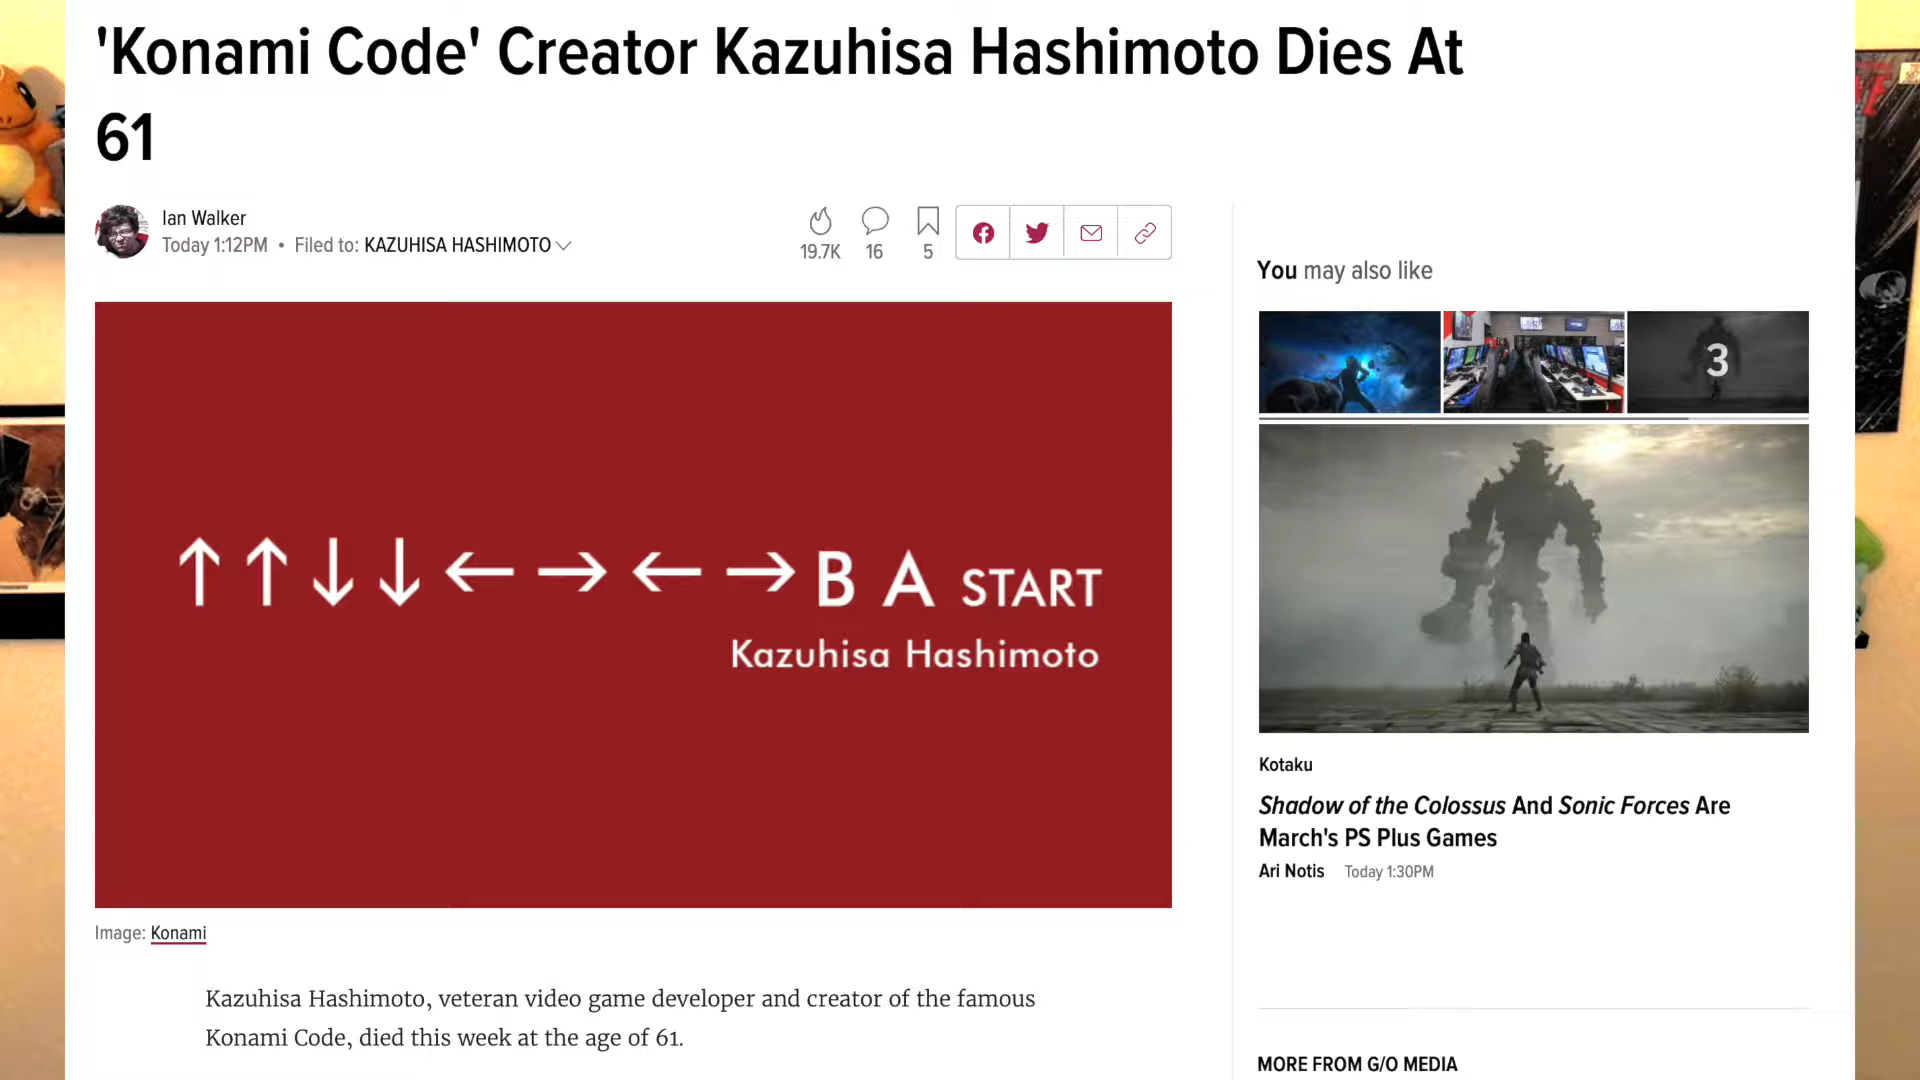 'Konami Code' Creator Kazuhisa Hashimoto Dies At
61
Ian Walker
Today 1:12PM • Filed to: KAZUHISA HASHIMOTO
19.7K 16 5
↑ ↑ ↓ ↓ ← → ← → B A START
Kazuhisa Hashimoto
Image: Konami
Kazuhisa Hashimoto, veteran video game developer and creator of the famous
Konami Code, died this week at the age of 61.
You may also like
3
Kotaku
Shadow of the Colossus And Sonic Forces Are
March's PS Plus Games
Ari Notis Today 1:30PM
MORE FROM G/O MEDIA